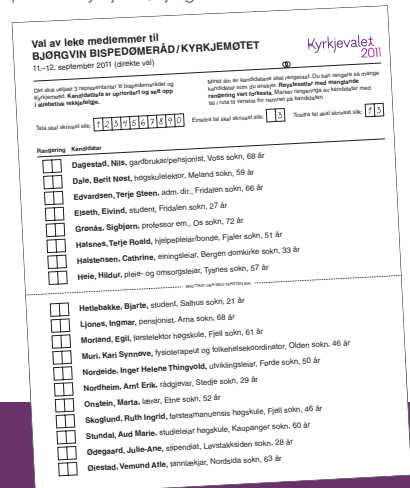 Val av leke medlemmer til
BJØRGVIN BISPEDØMERÅD/KYRKJEMØTET
11.–12. september 2011 (direkte val)
Kyrkjevalet
2011
Det skal veljast 5 representantar til bispedømerådet og
Kyrkjemøtet. Kandidatlista er uprioritert og sett opp
i alfabetisk rekkjefølgje.
Minst éin av kandidatane skal rangerast. Du kan rangere så mange
kandidatar som du ønskjer. Røystesetlar med manglande
rangering vert forkasta. Marker rangeringa av kandidatar med
tal i ruta til venstre for namnet på kandidaten.
Tala skal skrivast slik: 1 2 3 4 5 6 7 8 9 0
Einsifra tal skal skrivast slik: 3
Tosifra tal skal skrivast slik: 1 3
Rangering Kandidatar
Dagestad, Nils, gardbrukar/pensjonist, Voss sokn, 68 år
Dale, Berit Nøst, høgskulelektor, Meland sokn, 59 år
Edvardsen, Terje Steen, adm. dir., Fridalen sokn, 66 år
Eiseth, Eivind, student, Fridalen sokn, 27 år
Gronås, Sigbjørn, professor em., Os sokn, 72 år
Halsnes, Terje Roald, hjelpepleiar/bonde, Fjaler sokn, 51 år
Halstensen, Cathrine, einingsleiar, Bergen domkirke sokn, 33 år
Heie, Hildur, pleie- og omsorgsleiar, Tysnes sokn, 57 år
Hetlebakke, Bjarte, student, Salhus sokn, 21 år
Ljones, Ingmar, pensjonist, Arna sokn, 68 år
Morland, Egil, førstelektor høgskule, Fjell sokn, 61 år
Muri, Kari Synnøve, fysioterapeut og folkehelsekoordinator, Olden sokn, 46 år
Nordeide, Inger Helene Thingvold, utviklingsleiar, Førde sokn, 50 år
Nordheim, Arnt Erik, rådgjevar, Stedje sokn, 29 år
Onstein, Marta, lærar, Etne sokn, 52 år
Skoglund, Ruth Ingrid, førsteamanuensis høgskule, Fjell sokn, 46 år
Stundal, Aud Marie, studieleiar høgskule, Kaupanger sokn, 60 år
Ødegaard, Julie-Ane, stipendiat, Løvstakksiden sokn, 28 år
Øiestad, Vemund Atle, tannlækjar, Nordsida sokn, 63 år